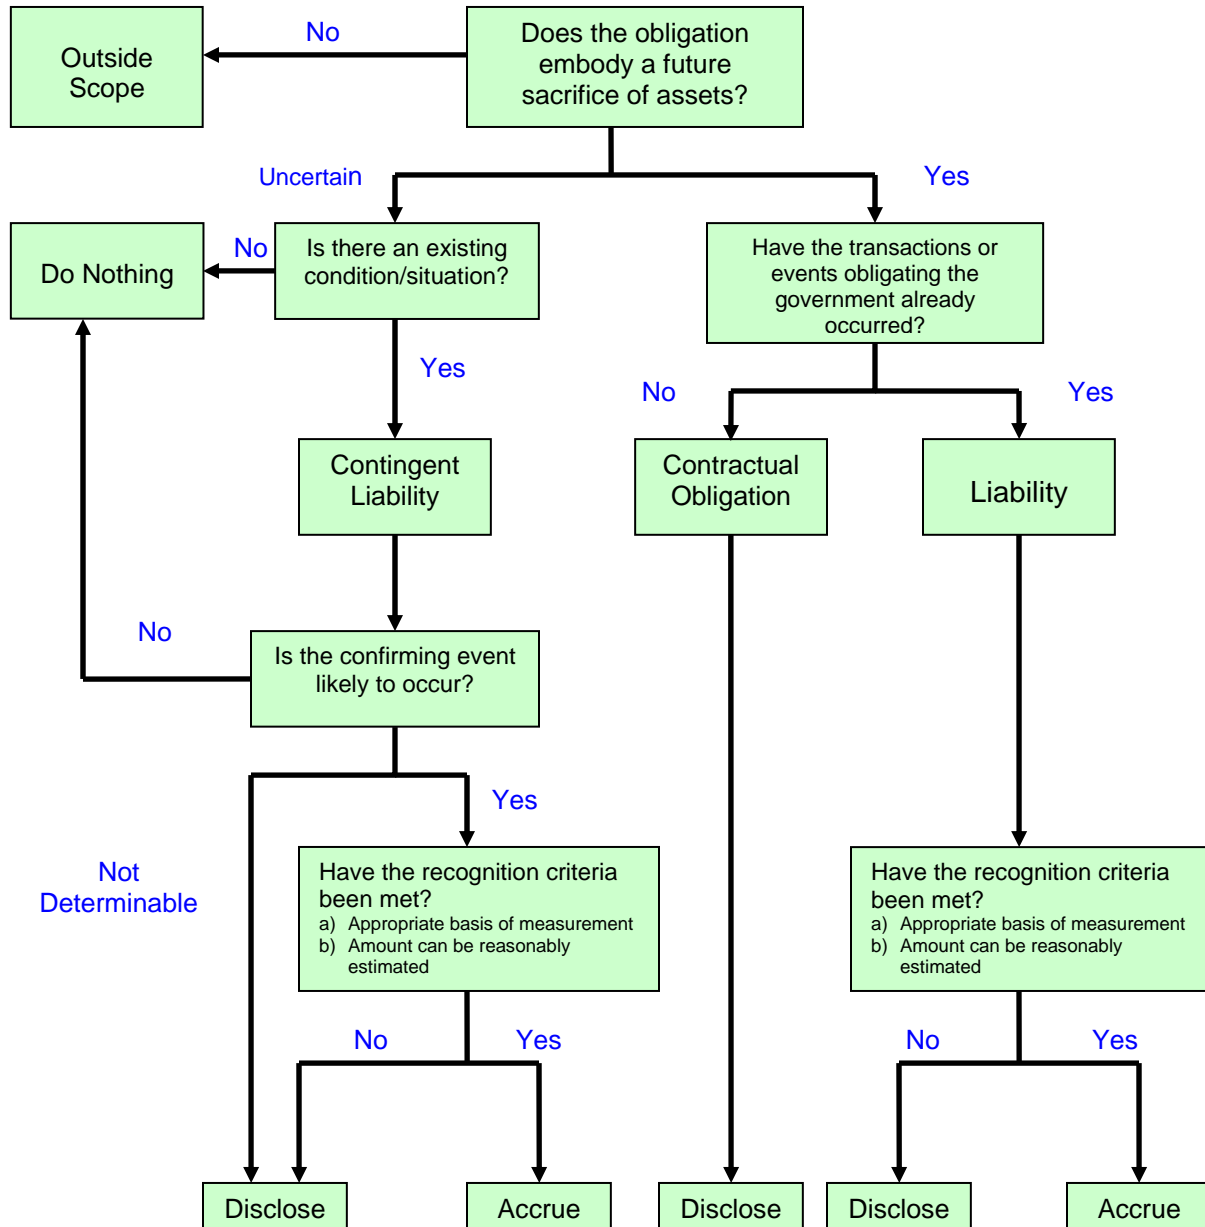 No
Does the obligation
embody a future
sacrifice of assets?
Outside
Scope
Uncertain
Yes
Do Nothing
No
Is there an existing
condition/situation?
Have the transactions or
events obligating the
government already
occurred?
Yes
No
Yes
Contingent
Liability
Contractual
Obligation
Liability
No
Is the confirming event
likely to occur?
Yes
Not
Determinable
Have the recognition criteria
been met?
a) Appropriate basis of measurement
b) Amount can be reasonably
estimated
Have the recognition criteria
been met?
a) Appropriate basis of measurement
b) Amount can be reasonably
estimated
No
Yes
No
Yes
Disclose
Accrue
Disclose
Disclose
Accrue